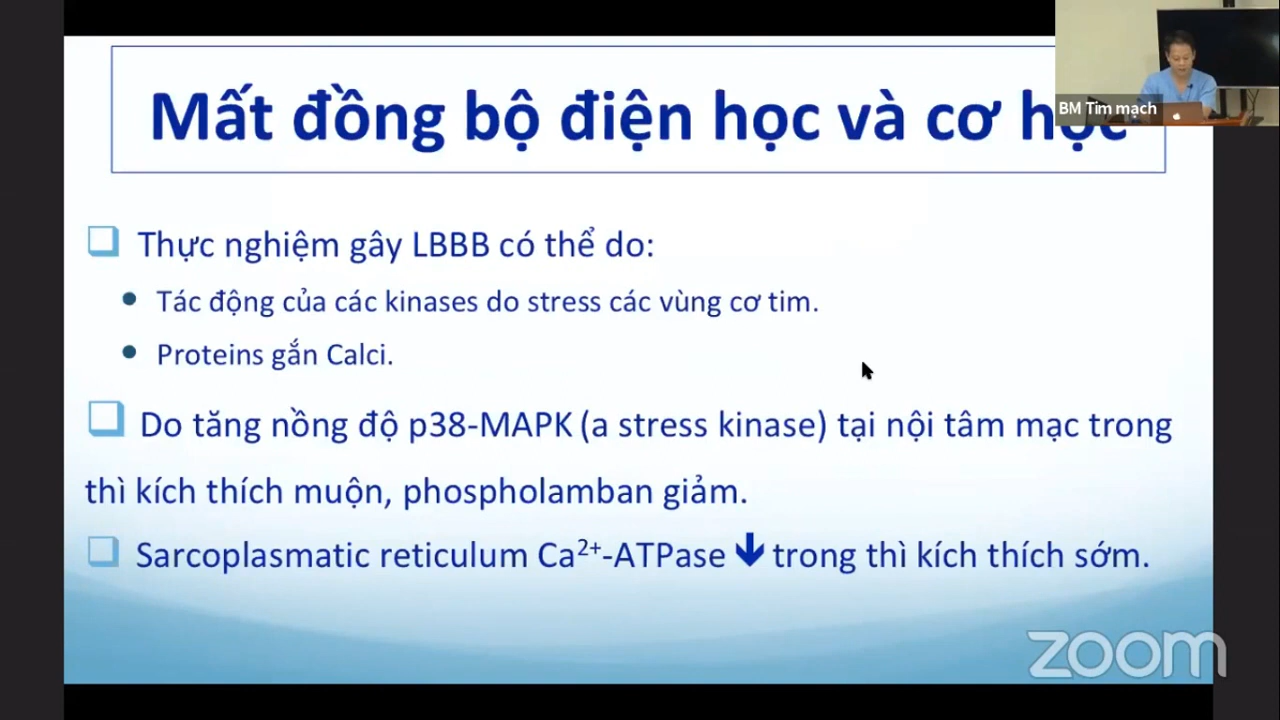 Mất đồng bộ điện học và cơ học
BM Tim mạch
Thực nghiệm gây LBBB có thể do:
Tác động của các kinases do stress các vùng cơ tim.
Proteins gắn Calci.
Do tăng nồng độ p38-MAPK (a stress kinase) tại nội tâm mạc trong
thì kích thích muộn, phospholamban giảm.
Sarcoplasmatic reticulum Ca²⁺-ATPase ↓ trong thì kích thích sớm.
zoom